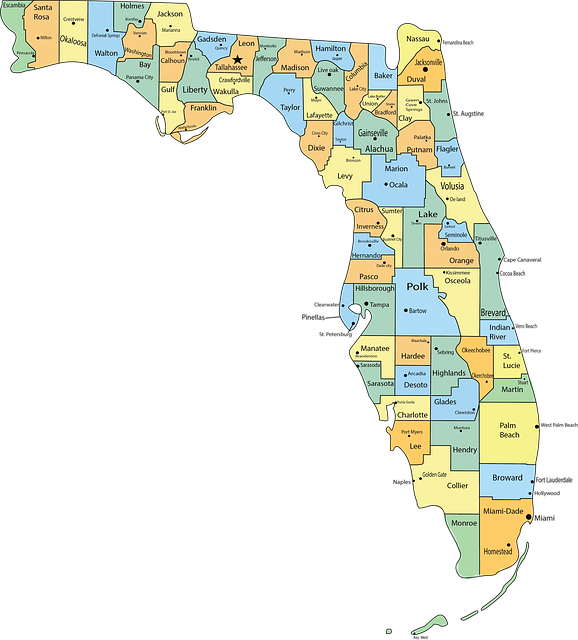 Escambia
Santa
Rosa
Milton
Pensacola
Crestview
Okaloosa
Holmes
Bonifay
Walton
DeFuniak Springs
Jackson
Marianna
Vernon
Washington
Bay
Panama City
Calhoun
Blountstown
Gulf
Port St. Joe
Gadsden
Quincy
Liberty
Bristol
Franklin
Apalachicola
Leon
Tallahassee
Crawfordville
Wakulla
Monticello
Jefferson
Madison
Madison
Hamilton
Jasper
Live oak
Suwannee
Taylor
Perry
Mayo
Lafayette
Columbia
Lake City
Baker
Nassau
Fernandina Beach
Jacksonville
Duval
Lake Butler
Union
Starke
Bradford
Green
Cove
Springs
Clay
St. Johns
St. Augustine
Cross City
Dixie
Gilchrist
Trenton
Gainseville
Alachua
Palatka
Putnam
Flagler
Bunnel
Bronson
Levy
Marion
Ocala
Volusia
De land
Citrus
Inverness
Sumter
Bushnell City
Lake
Tavares
Sanford
Seminole
Orlando
Orange
Titusville
Cape Canaveral
Cocoa Beach
Brooksville
Hernando
Dade city
Pasco
Hillsborough
Tampa
Clearwater
Pinellas
St. Petersburg
Polk
Bartow
Kissimmee
Osceola
Brevard
Indian
River
Vero Beach
Manatee
Bradenton
Wauchula
Hardee
Sebring
Highlands
Okeechobee
Okeechobee
Fort Pierce
St.
Lucie
Stuart
Martin
Sarasoda
Sarasota
Arcadia
Desoto
Glades
Clewiston
Punta Gorda
Charlotte
Port Myers
Lee
Montura
Hendry
Palm
Beach
West Palm Beach
Naples
Golden Gate
Collier
Broward
Fort Lauderdale
Hollywood
Monroe
Miami-Dade
Miami
Homestead
Key West